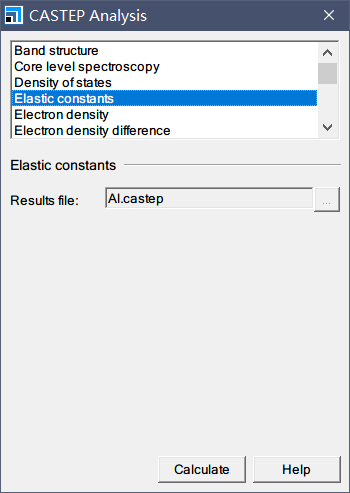 CASTEP Analysis
Band structure
Core level spectroscopy
Density of states
Elastic constants
Electron density
Electron density difference
Elastic constants
Results file: Al.castep ...
Calculate Help